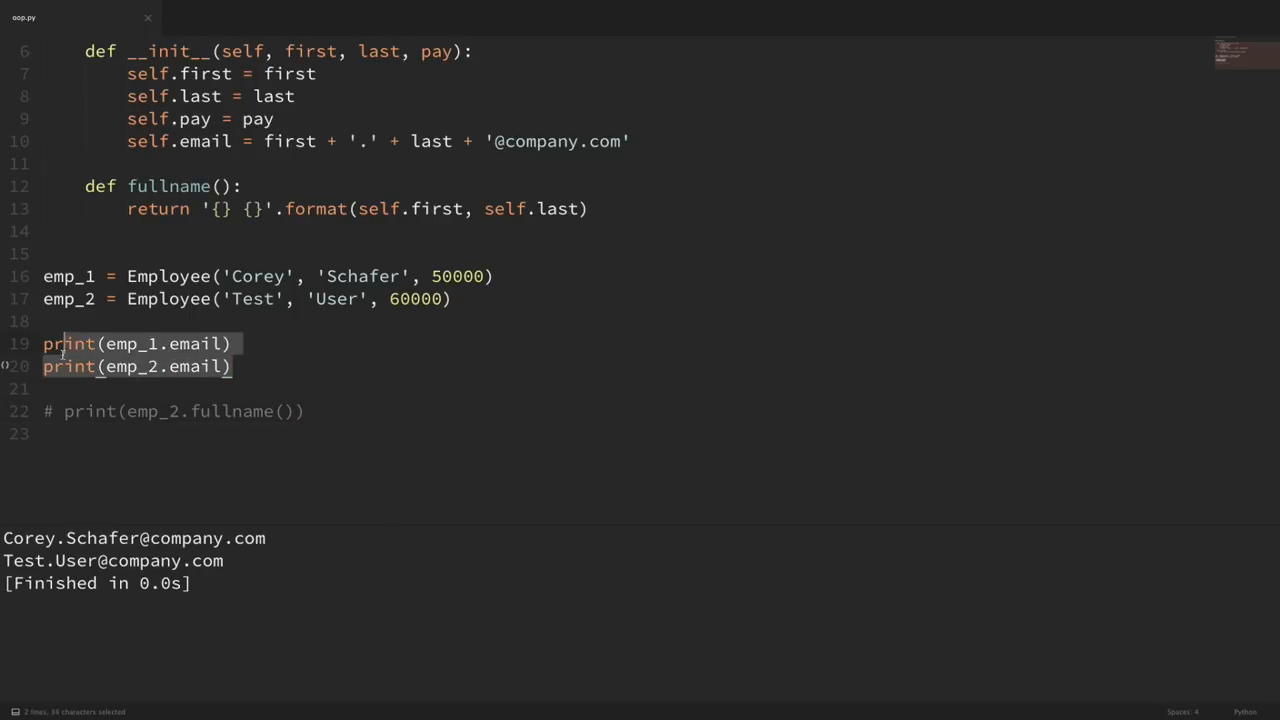 oop.py ×
6     def __init__(self, first, last, pay):
7         self.first = first
8         self.last = last
9         self.pay = pay
10         self.email = first + '.' + last + '@company.com'
11
12     def fullname():
13         return '{} {}'.format(self.first, self.last)
14
15
16 emp_1 = Employee('Corey', 'Schafer', 50000)
17 emp_2 = Employee('Test', 'User', 60000)
18
19 print(emp_1.email)
() 20 print(emp_2.email)
21
22 # print(emp_2.fullname())
23
Corey.Schafer@company.com
Test.User@company.com
[Finished in 0.0s]
2 lines, 34 characters selected Spaces: 4 Python